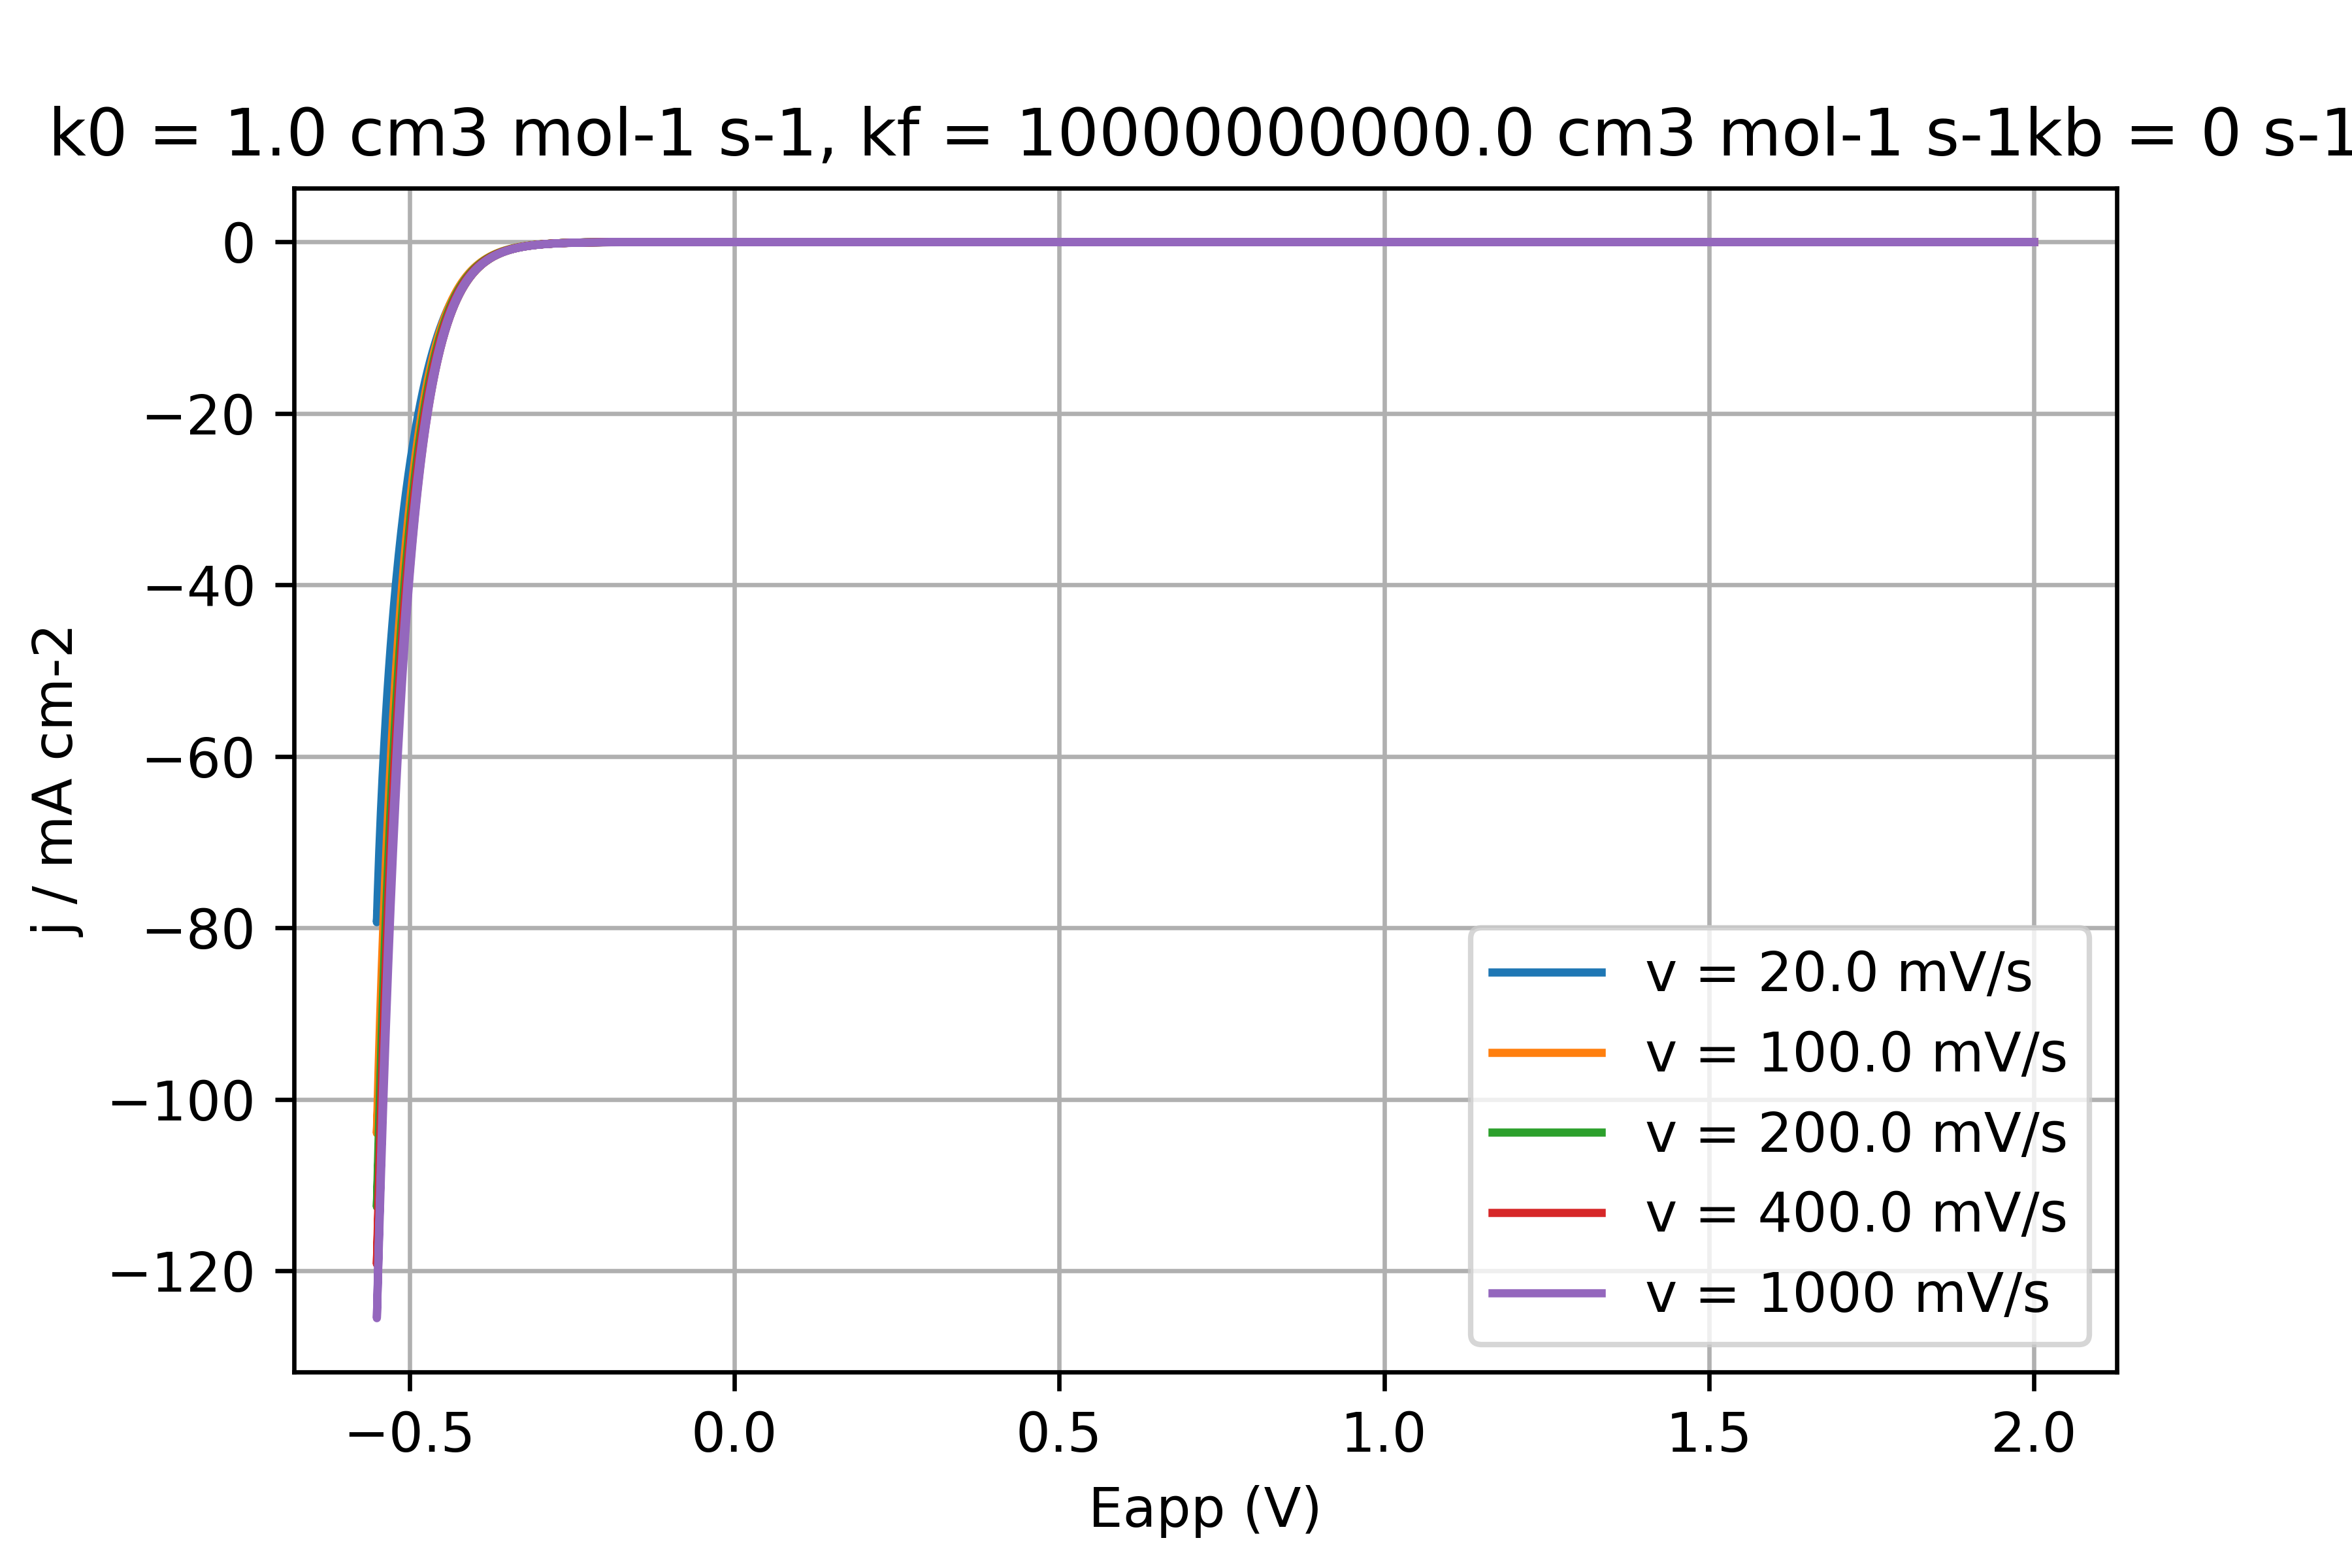 k0 = 1.0 cm3 mol-1 s-1, kf = 10000000000.0 cm3 mol-1 s-1kb = 0 s-1
0
−20
−40
−60
−80
−100
−120
j / mA cm-2
v = 20.0 mV/s
v = 100.0 mV/s
v = 200.0 mV/s
v = 400.0 mV/s
v = 1000 mV/s
−0.5 0.0 0.5 1.0 1.5 2.0
Eapp (V)